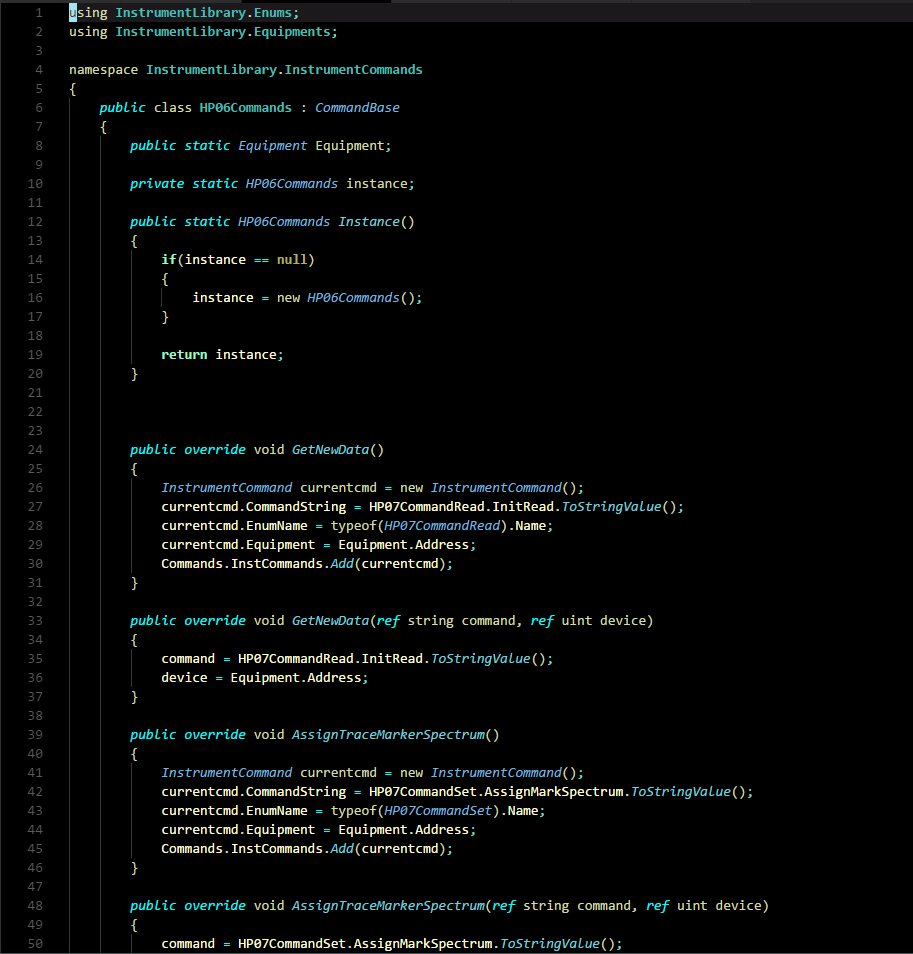 1 using InstrumentLibrary.Enums;
2 using InstrumentLibrary.Equipments;
3
4 namespace InstrumentLibrary.InstrumentCommands
5 {
6 public class HP06Commands : CommandBase
7 {
8 public static Equipment Equipment;
9
10 private static HP06Commands instance;
11
12 public static HP06Commands Instance()
13 {
14 if(instance == null)
15 {
16 instance = new HP06Commands();
17 }
18
19 return instance;
20 }
21
22
23
24 public override void GetNewData()
25 {
26 InstrumentCommand currentcmd = new InstrumentCommand();
27 currentcmd.CommandString = HP07CommandRead.InitRead.ToStringValue();
28 currentcmd.EnumName = typeof(HP07CommandRead).Name;
29 currentcmd.Equipment = Equipment.Address;
30 Commands.InstCommands.Add(currentcmd);
31 }
32
33 public override void GetNewData(ref string command, ref uint device)
34 {
35 command = HP07CommandRead.InitRead.ToStringValue();
36 device = Equipment.Address;
37 }
38
39 public override void AssignTraceMarkerSpectrum()
40 {
41 InstrumentCommand currentcmd = new InstrumentCommand();
42 currentcmd.CommandString = HP07CommandSet.AssignMarkSpectrum.ToStringValue();
43 currentcmd.EnumName = typeof(HP07CommandSet).Name;
44 currentcmd.Equipment = Equipment.Address;
45 Commands.InstCommands.Add(currentcmd);
46 }
47
48 public override void AssignTraceMarkerSpectrum(ref string command, ref uint device)
49 {
50 command = HP07CommandSet.AssignMarkSpectrum.ToStringValue();